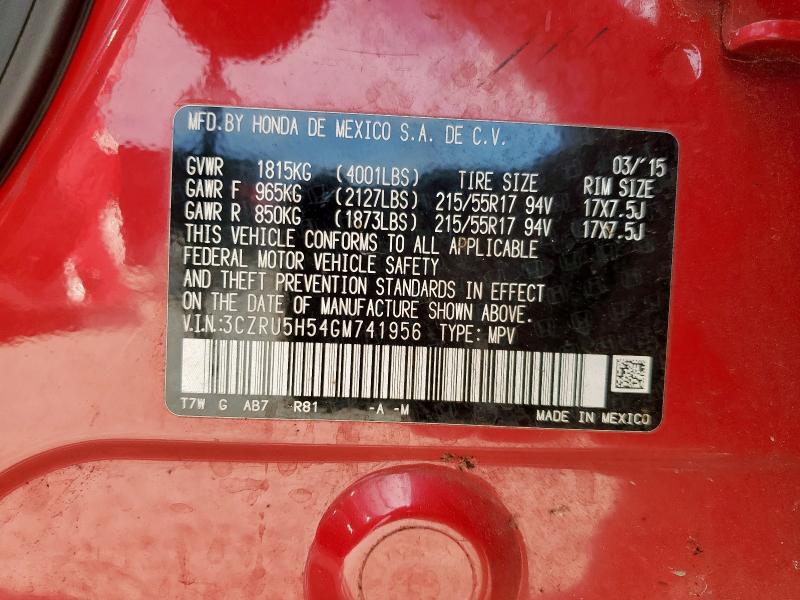 MFD.BY HONDA DE MEXICO S.A. DE C.V.
03/'15
GVWR 1815KG (4001LBS) TIRE SIZE RIM SIZE
GAWR F 965KG (2127LBS) 215/55R17 94V 17X7.5J
GAWR R 850KG (1873LBS) 215/55R17 94V 17X7.5J
THIS VEHICLE CONFORMS TO ALL APPLICABLE
FEDERAL MOTOR VEHICLE SAFETY
AND THEFT PREVENTION STANDARDS IN EFFECT
ON THE DATE OF MANUFACTURE SHOWN ABOVE.
V.I.N.:3CZRU5H54GM741956 TYPE: MPV
T7W G AB7 R81 -A -M
MADE IN MEXICO